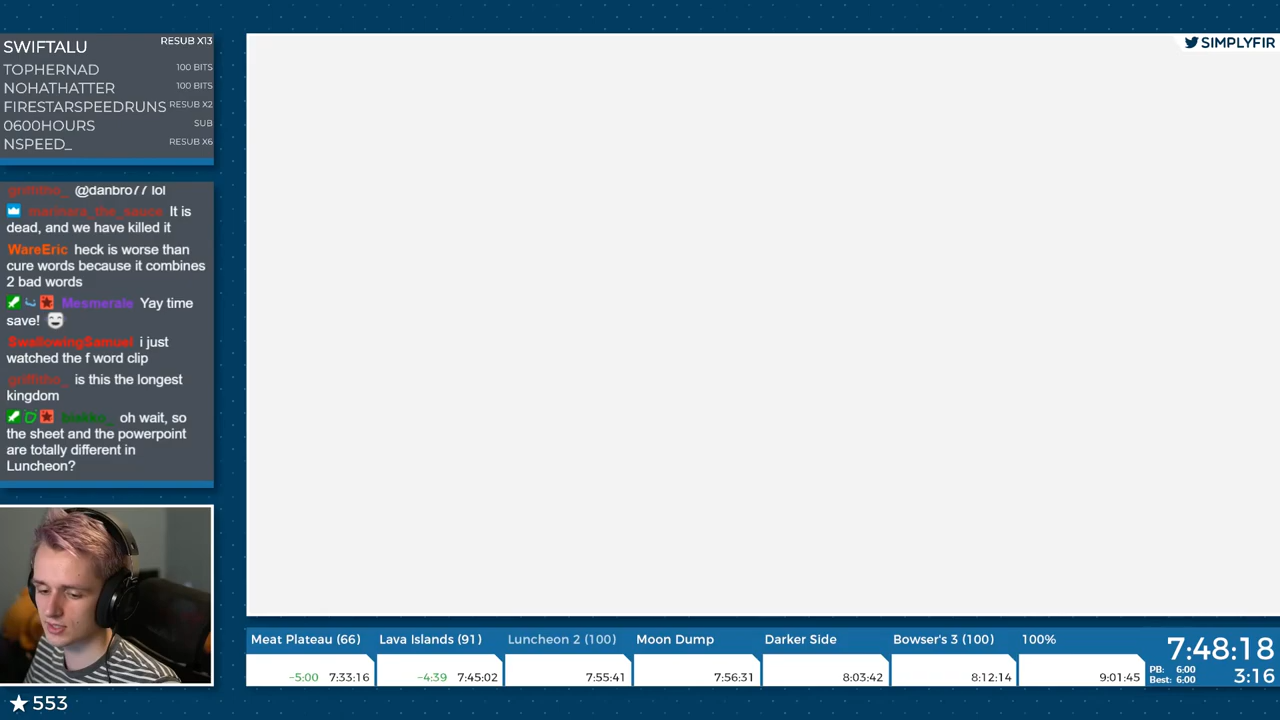 SWIFTALU RESUB X13
TOPHERNAD 100 BITS
NOHATHATTER 100 BITS
FIRESTARSPEEDRUNS RESUB X2
0600HOURS SUB
NSPEED_ RESUB X6
griffitho_ @danbro77 lol
marinara_the_sauce It is
dead, and we have killed it
WareEric heck is worse than
cure words because it combines
2 bad words
Mesmerale Yay time
save!
SwallowingSamuel i just
watched the f word clip
griffitho_ is this the longest
kingdom
oh wait, so
the sheet and the powerpoint
are totally different in
Luncheon?
SIMPLYFIR
Meat Plateau (66) Lava Islands (91) Luncheon 2 (100) Moon Dump Darker Side Bowser's 3 (100) 100%
−5:00 7:33:16 −4:39 7:45:02 7:55:41 7:56:31 8:03:42 8:12:14 9:01:45
7:48:18
PB: 6:00
Best: 6:00
3:16
★ 553